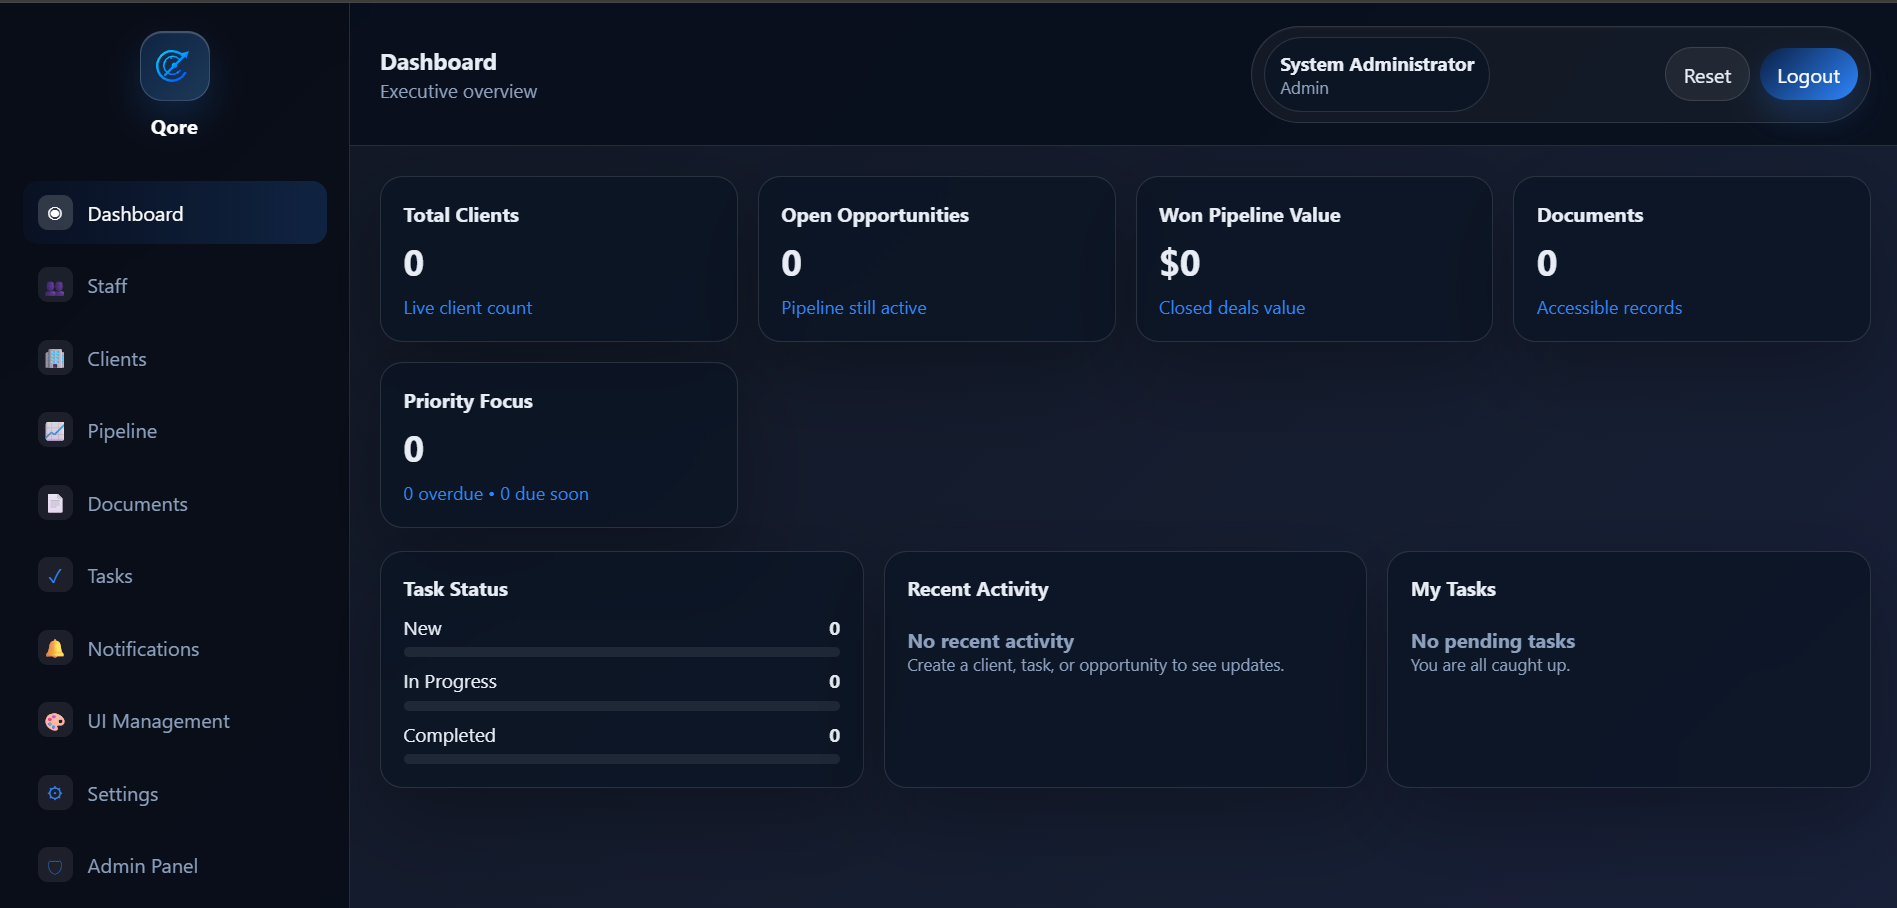 Qore
Dashboard
Staff
Clients
Pipeline
Documents
Tasks
Notifications
UI Management
Settings
Admin Panel
Dashboard
Executive overview
System Administrator
Admin
Reset
Logout
Total Clients
0
Live client count
Open Opportunities
0
Pipeline still active
Won Pipeline Value
$0
Closed deals value
Documents
0
Accessible records
Priority Focus
0
0 overdue • 0 due soon
Task Status
New 0
In Progress 0
Completed 0
Recent Activity
No recent activity
Create a client, task, or opportunity to see updates.
My Tasks
No pending tasks
You are all caught up.